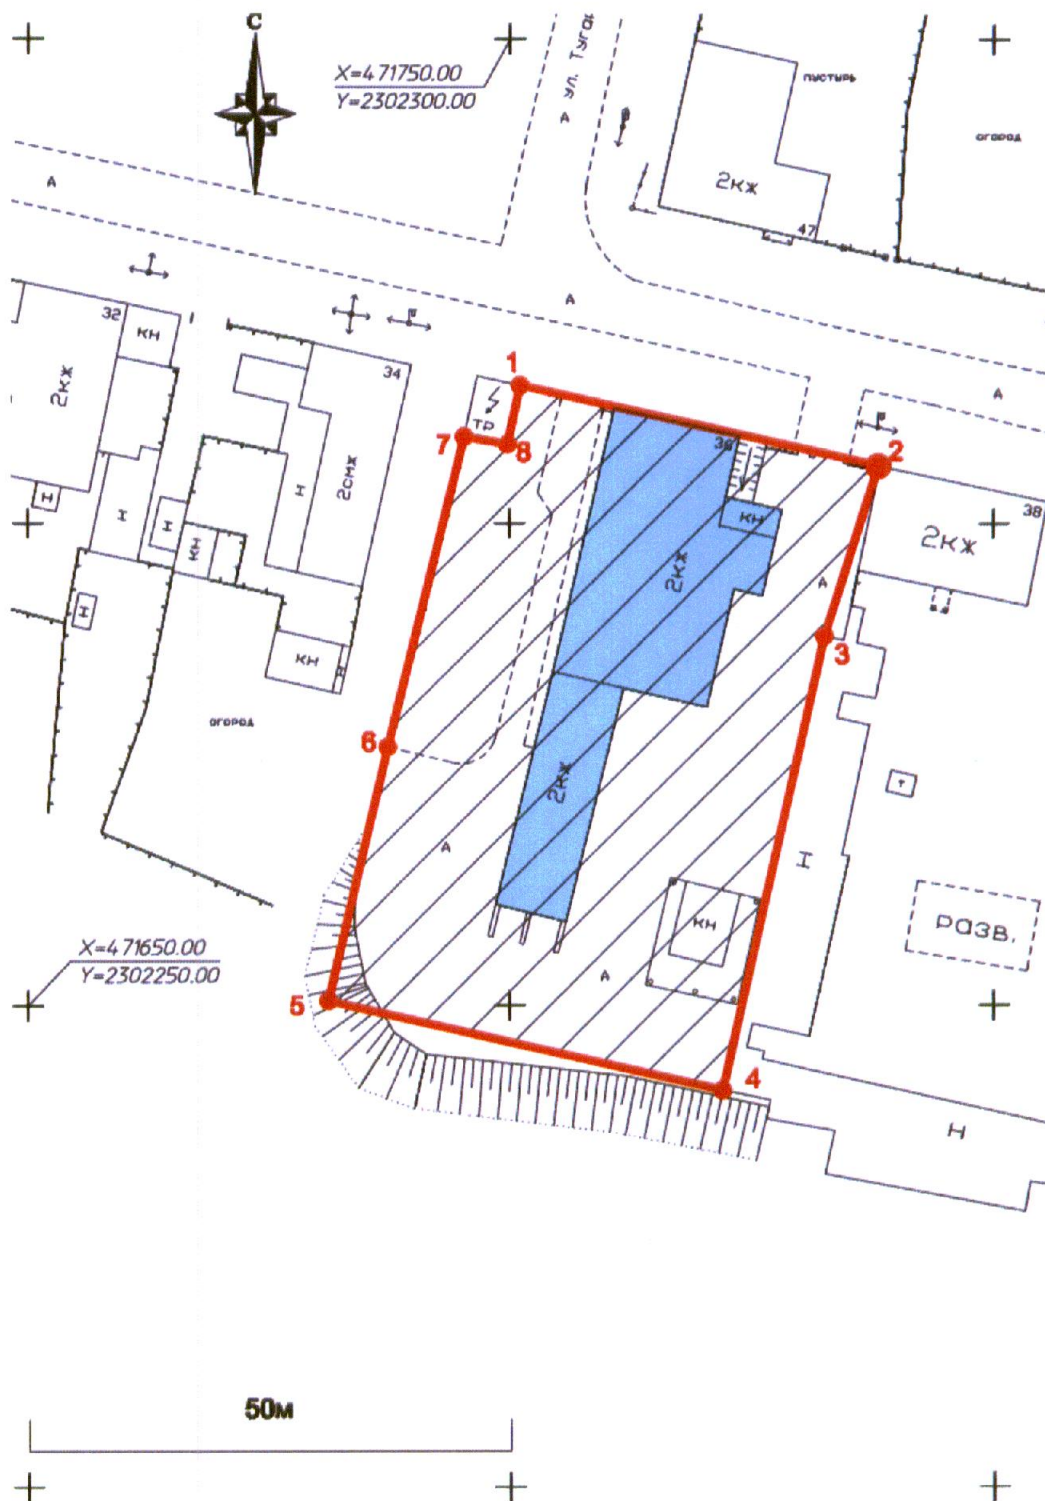 С
X=471750.00
Y=2302300.00
ул. Туга
А
пустырь
огород
2кж
47
А
А
32
кн
2кж
34
2смж
н
А
1
тр
7
8
36
2
38
2кж
кн
2кж
А
3
I
н
I
кн
н
кн
н
огород
6
2кж
т
А
I
кн
разв.
X=471650.00
Y=2302250.00
А
5
4
н
50м